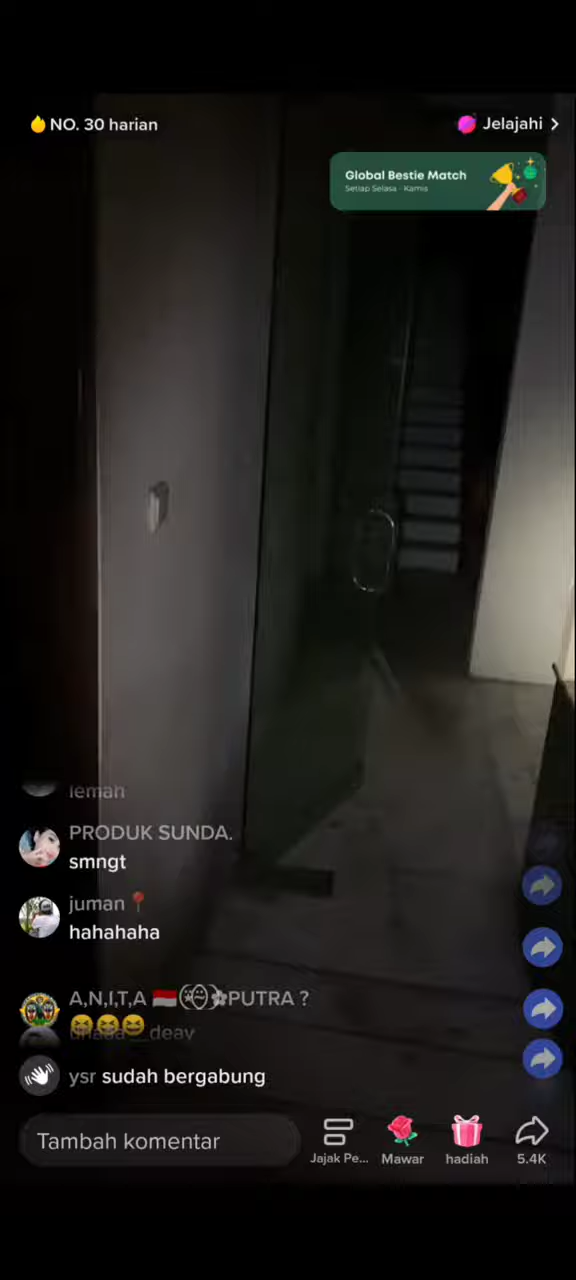 NO. 30 harian
Jelajahi
Global Bestie Match
Setiap Selasa - Kamis
lemah
PRODUK SUNDA.
smngt
juman
hahahaha
A,N,I,T,A PUTRA ?
deay
ysr sudah bergabung
Tambah komentar
Jajak Pe...
Mawar
hadiah
5.4K